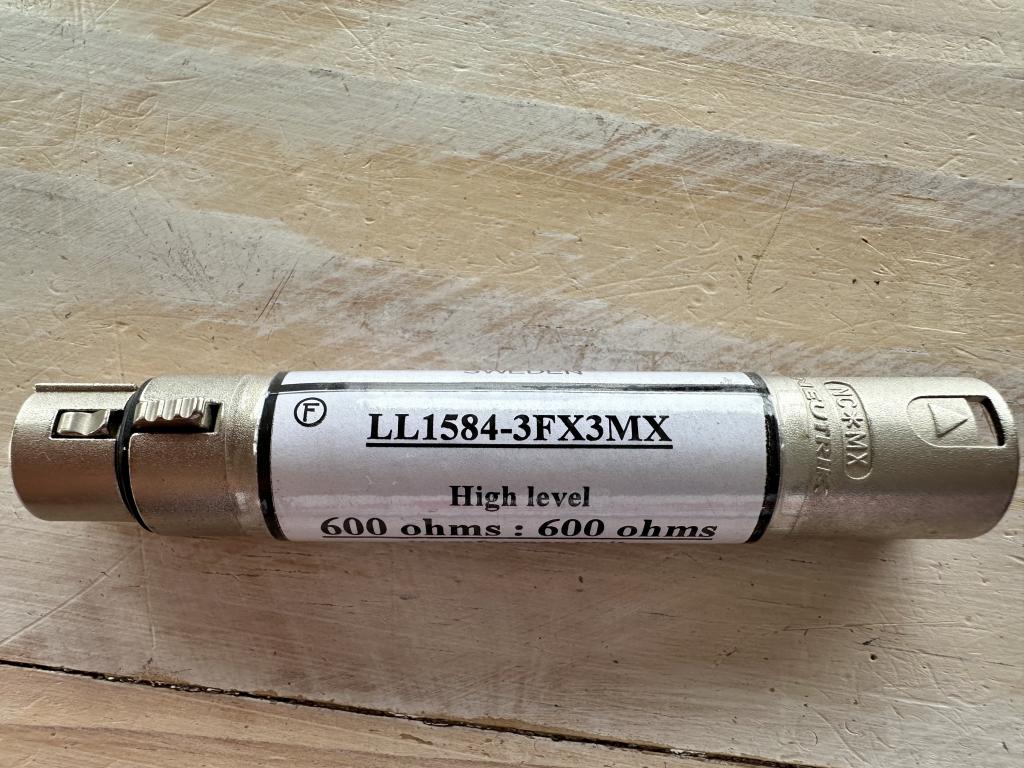 SWEDEN
F
LL1584-3FX3MX
High level
600 ohms : 600 ohms
NC3MX
NEUTRIK